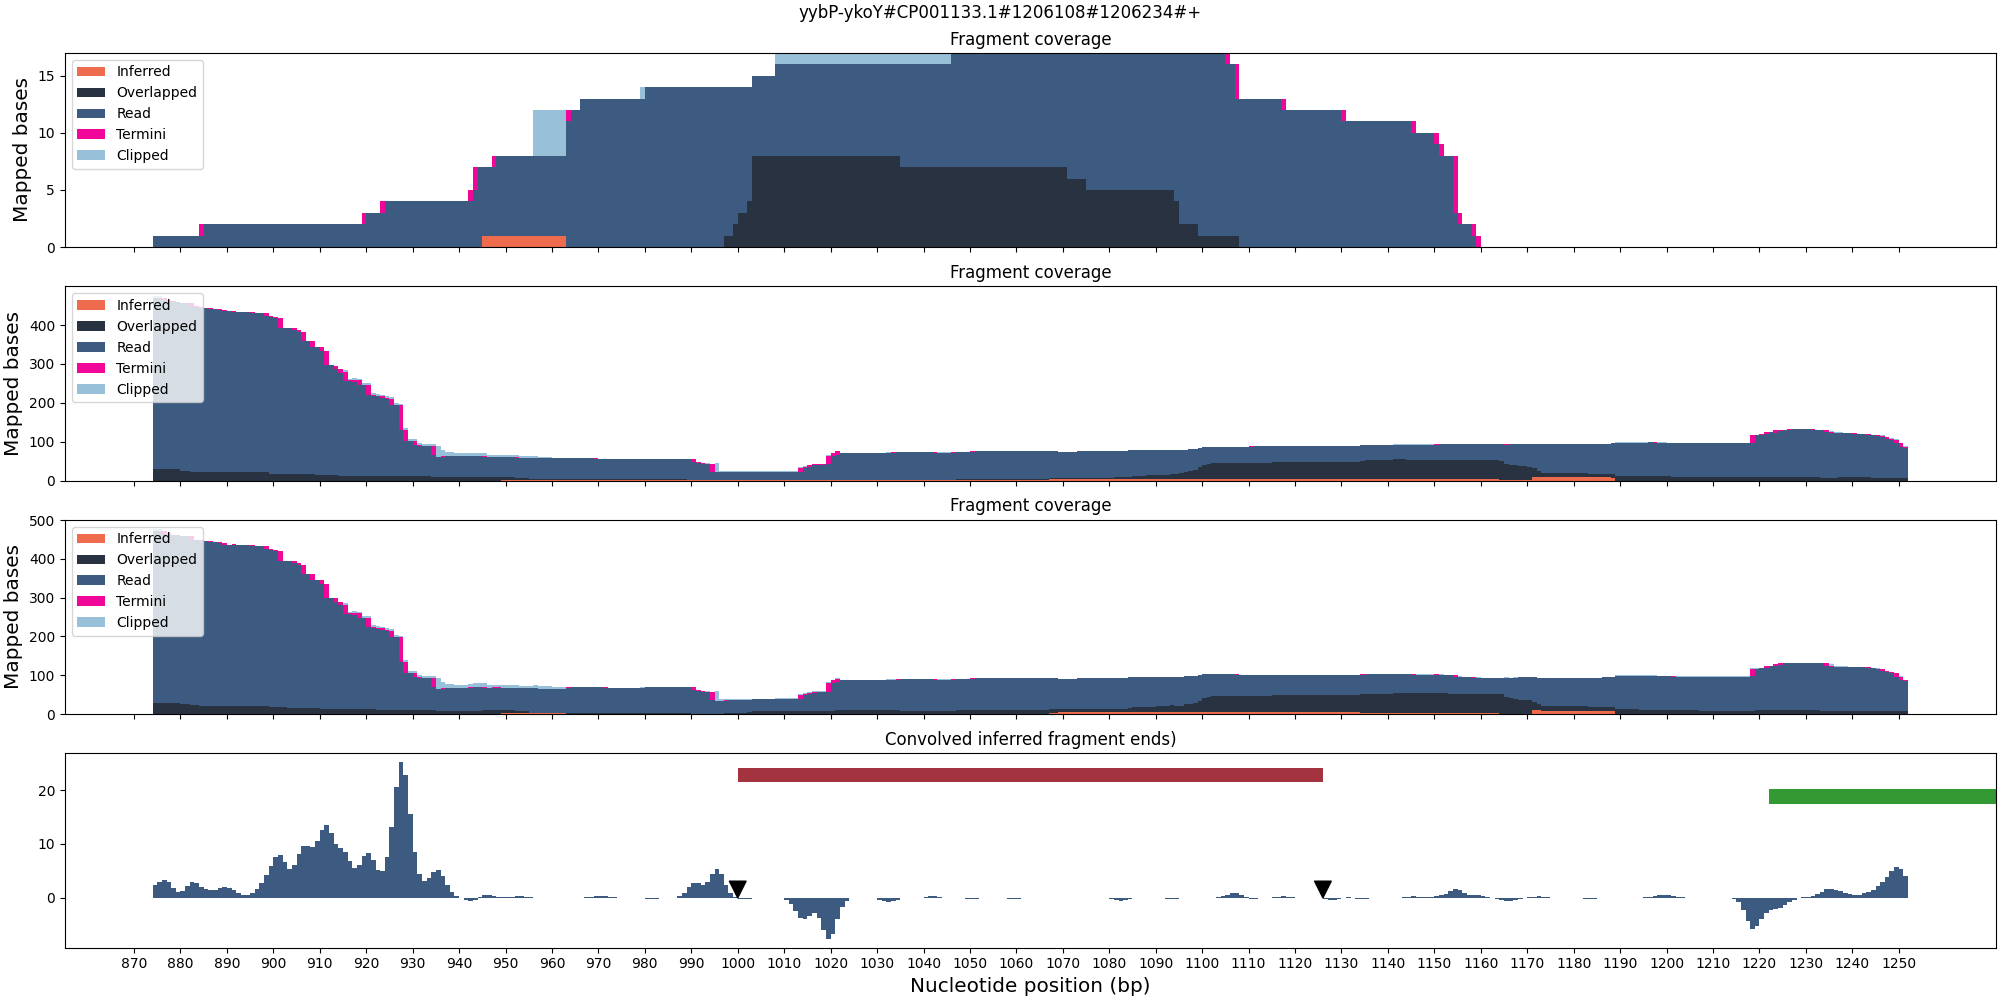 yybP-ykoY#CP001133.1#1206108#1206234#+
Fragment coverage
Mapped bases
15
10
5
0
Inferred
Overlapped
Read
Termini
Clipped
Fragment coverage
Mapped bases
400
300
200
100
0
Inferred
Overlapped
Read
Termini
Clipped
Fragment coverage
Mapped bases
500
400
300
200
100
0
Inferred
Overlapped
Read
Termini
Clipped
Convolved inferred fragment ends)
20
10
0
870 880 890 900 910 920 930 940 950 960 970 980 990 1000 1010 1020 1030 1040 1050 1060 1070 1080 1090 1100 1110 1120 1130 1140 1150 1160 1170 1180 1190 1200 1210 1220 1230 1240 1250
Nucleotide position (bp)